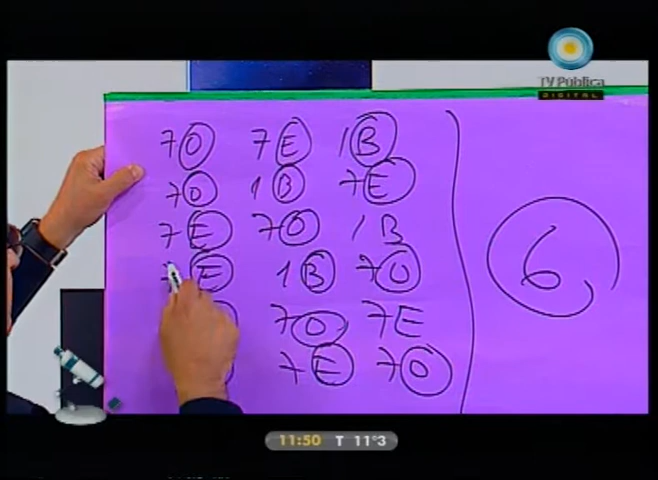 TV Pública
DIGITAL
7O 7E 1B
7O 1B 7E
7E 7O 1B
E 1B 7O
7O 7E
7E 7O
6
11:50 T 11°3